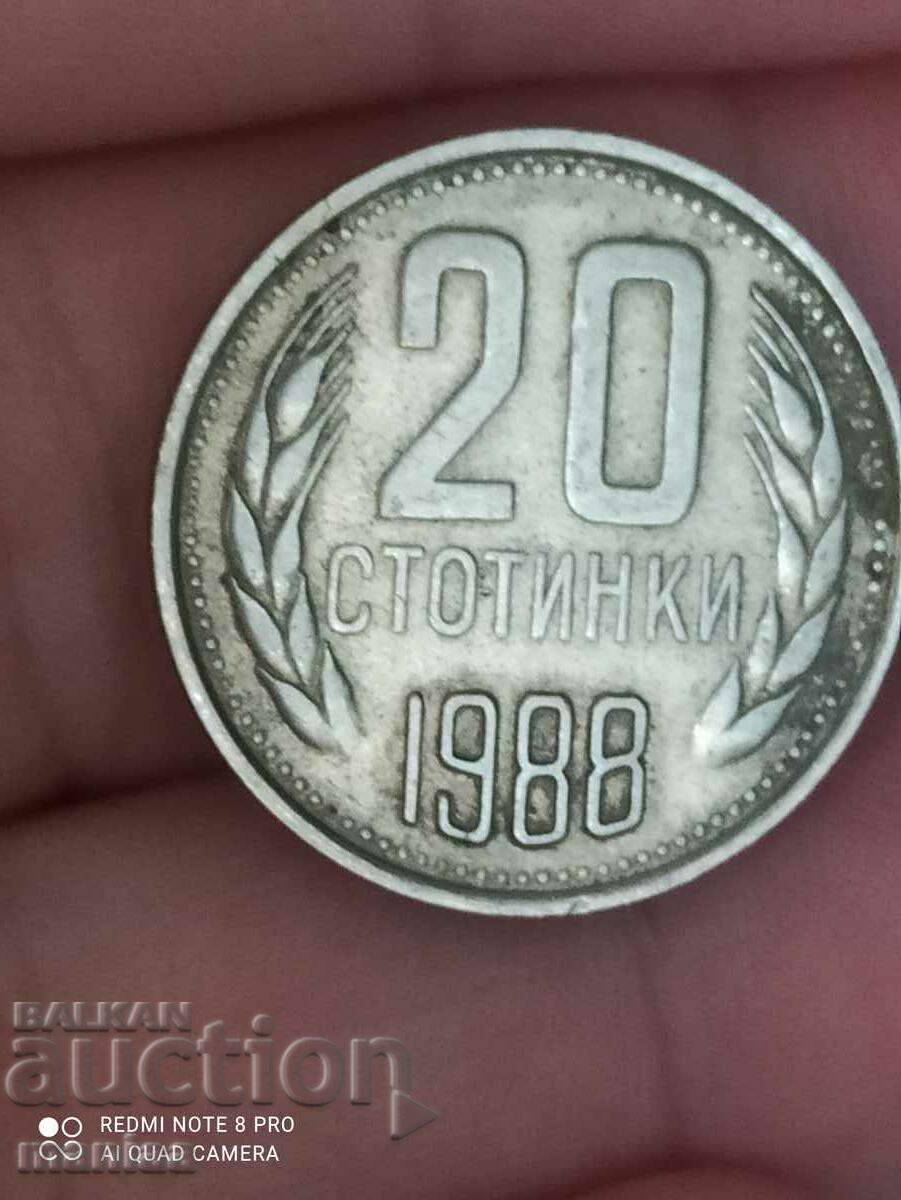 20
СТОТИНКИ
1988
BALKAN
auction
REDMI NOTE 8 PRO
AI QUAD CAMERA